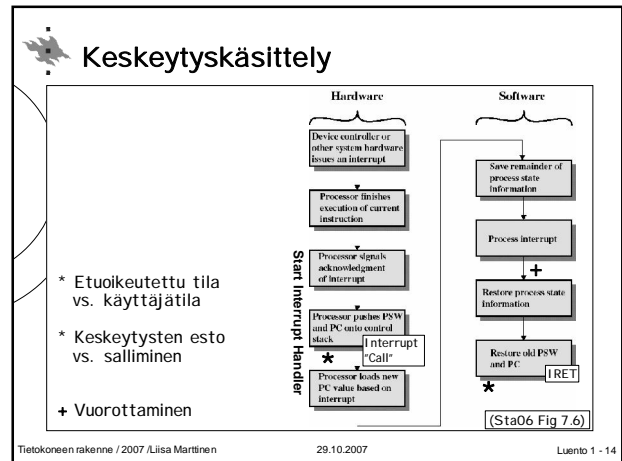 Keskeytyskäsittely
Hardware
Device controller or
other system hardware
issues an interrupt
Processor finishes
execution of current
instruction
Processor signals
acknowledgment
of interrupt
Processor pushes PSW
and PC onto control
stack
Interrupt
"Call"
*
Processor loads new
PC value based on
interrupt
Start Interrupt Handler
Software
Save remainder of
process state
information
Process interrupt
+
Restore process state
information
Restore old PSW
and PC
IRET
*
* Etuoikeutettu tila
vs. käyttäjätila
* Keskeytysten esto
vs. salliminen
+ Vuorottaminen
(Sta06 Fig 7.6)
Tietokoneen rakenne / 2007 /Liisa Marttinen
29.10.2007
Luento 1 - 14